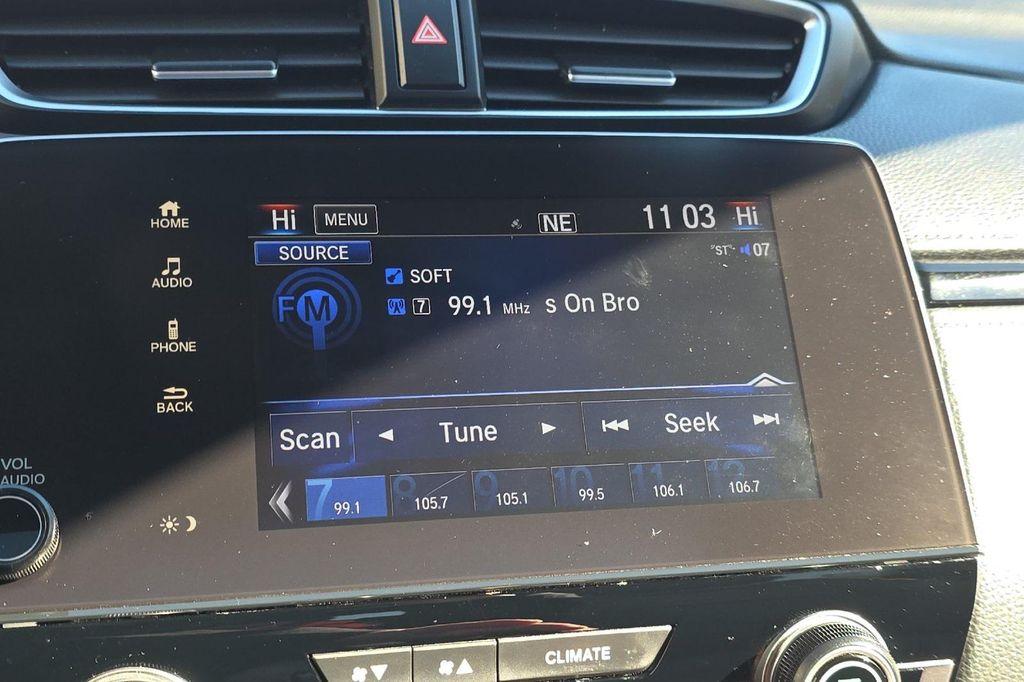 Hi MENU NE 11 03 Hi
SOURCE "ST"- 07
FM SOFT
7 99.1 MHz s On Bro
Scan Tune Seek
7 99.1 8 105.7 9 105.1 10 99.5 11 106.1 12 106.7
HOME
AUDIO
PHONE
BACK
VOL
AUDIO
CLIMATE